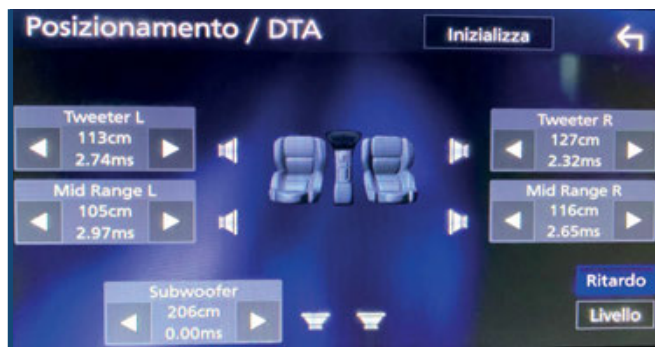 Posizionamento / DTA
Inizializza
Tweeter L
113cm
2.74ms
Tweeter R
127cm
2.32ms
Mid Range L
105cm
2.97ms
Mid Range R
116cm
2.65ms
Subwoofer
206cm
0.00ms
Ritardo
Livello